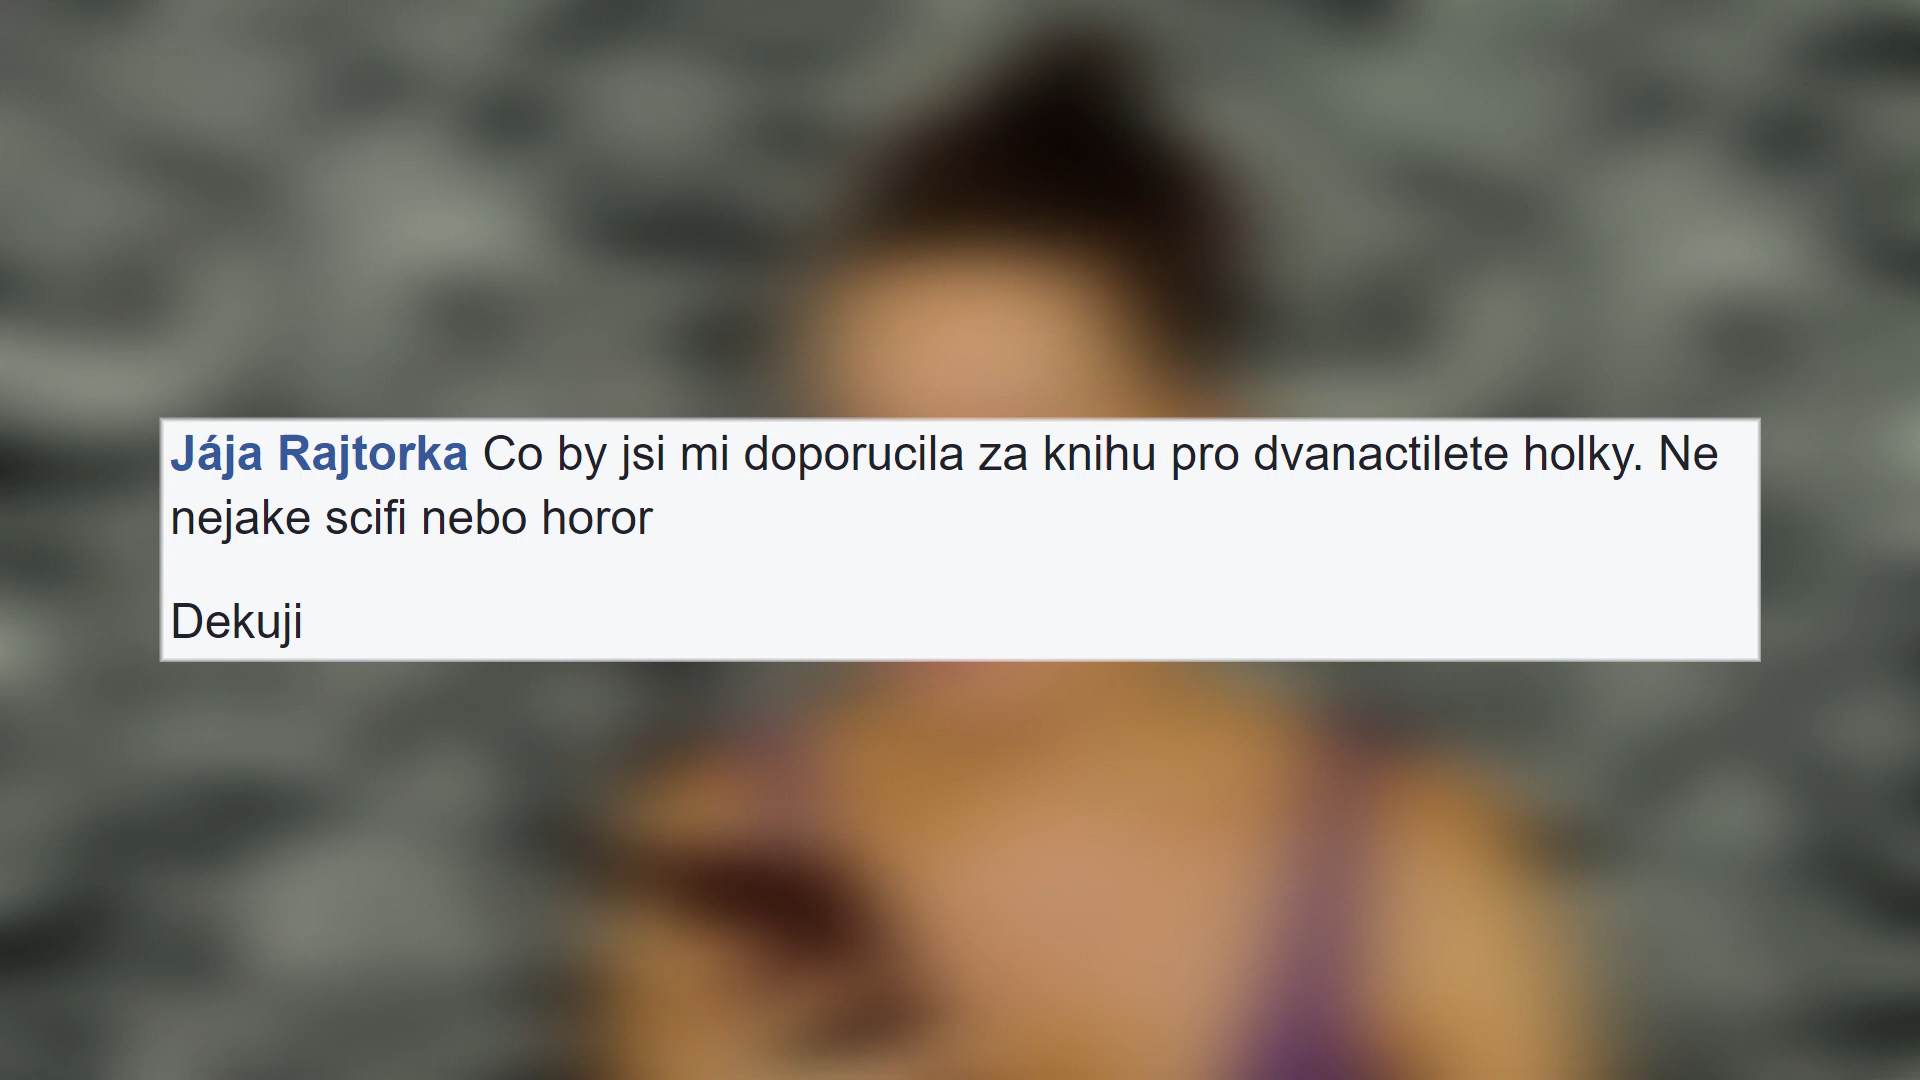 Jája Rajtorka Co by jsi mi doporucila za knihu pro dvanactilete holky. Ne
nejake scifi nebo horor
Dekuji